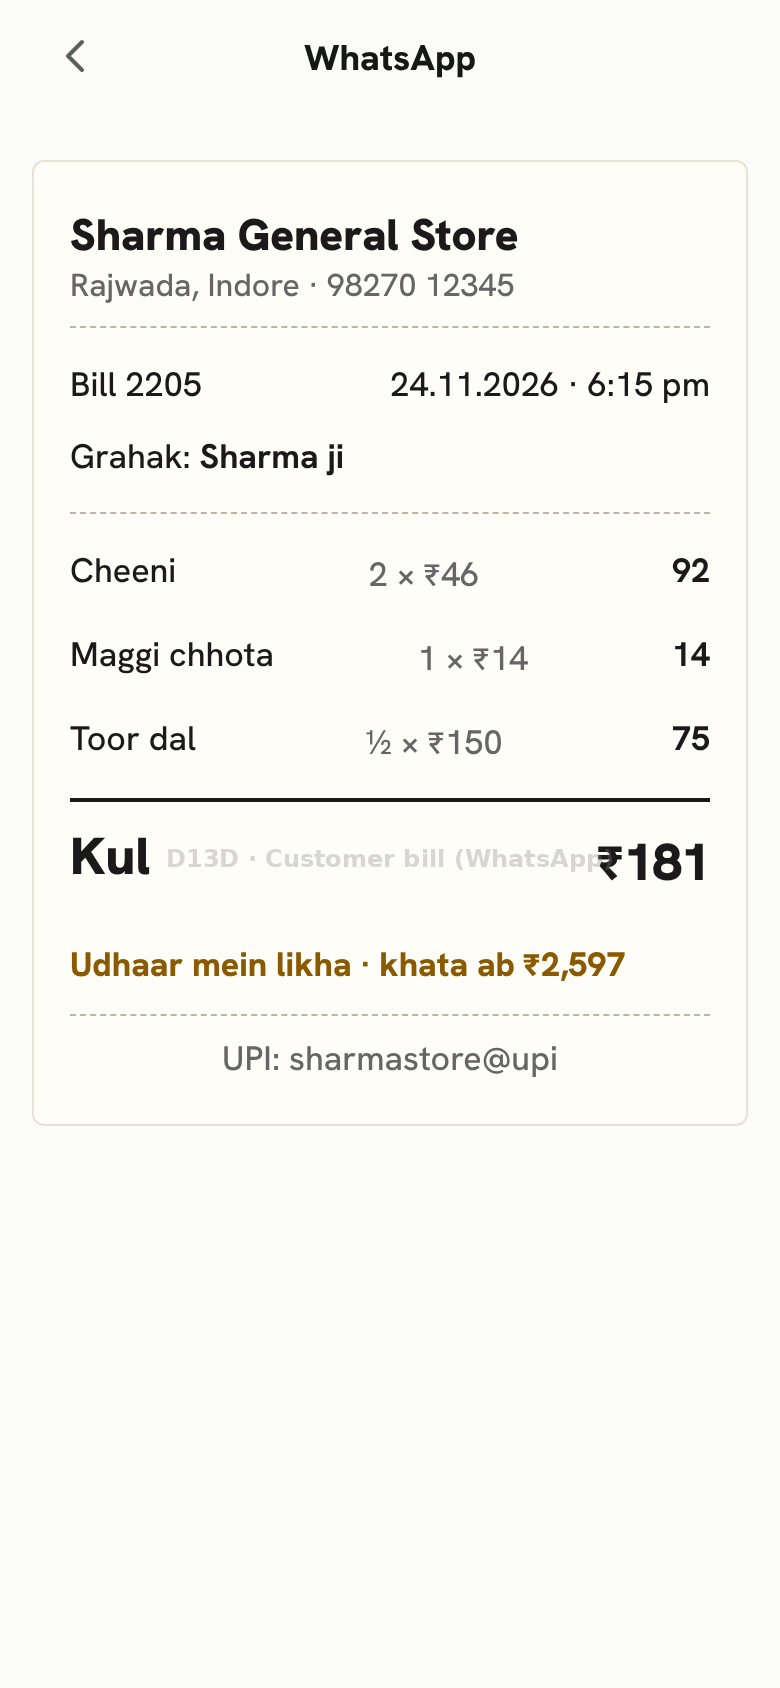 WhatsApp
Sharma General Store
Rajwada, Indore · 98270 12345
Bill 2205 24.11.2026 · 6:15 pm
Grahak: Sharma ji
Cheeni 2 × ₹46 92
Maggi chhota 1 × ₹14 14
Toor dal ½ × ₹150 75
Kul D13D · Customer bill (WhatsApp) ₹181
Udhaar mein likha · khata ab ₹2,597
UPI: sharmastore@upi